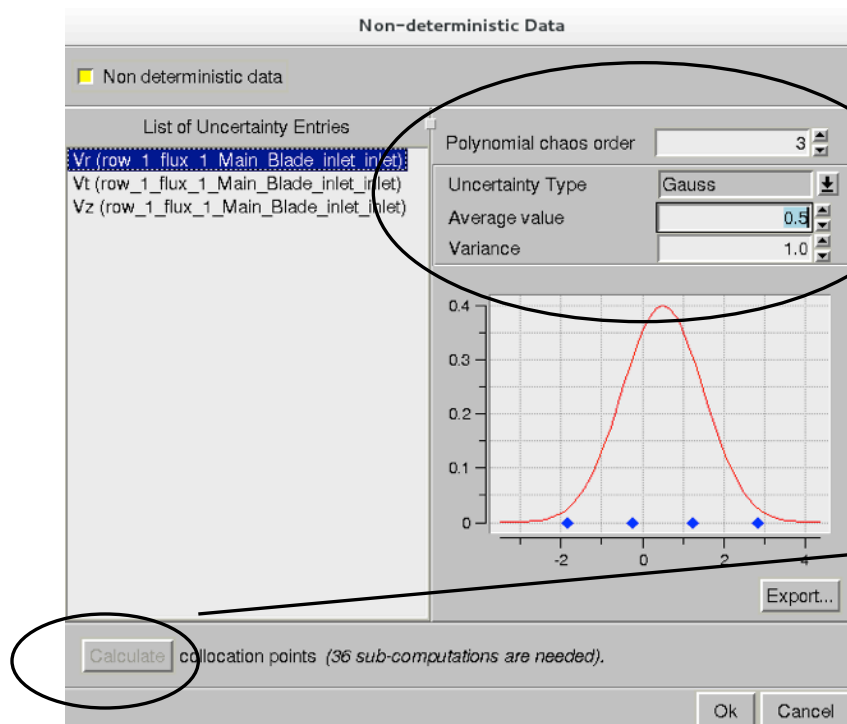 Non-deterministic Data
Non deterministic data
List of Uncertainty Entries
Vr (row_1_flux_1_Main_Blade_inlet_inlet)
Vt (row_1_flux_1_Main_Blade_inlet_inlet)
Vz (row_1_flux_1_Main_Blade_inlet_inlet)
Polynomial chaos order 3
Uncertainty Type Gauss
Average value 0.5
Variance 1.0
0.4
0.3
0.2
0.1
0
-2 0 2 4
Export...
Calculate collocation points (36 sub-computations are needed).
Ok Cancel